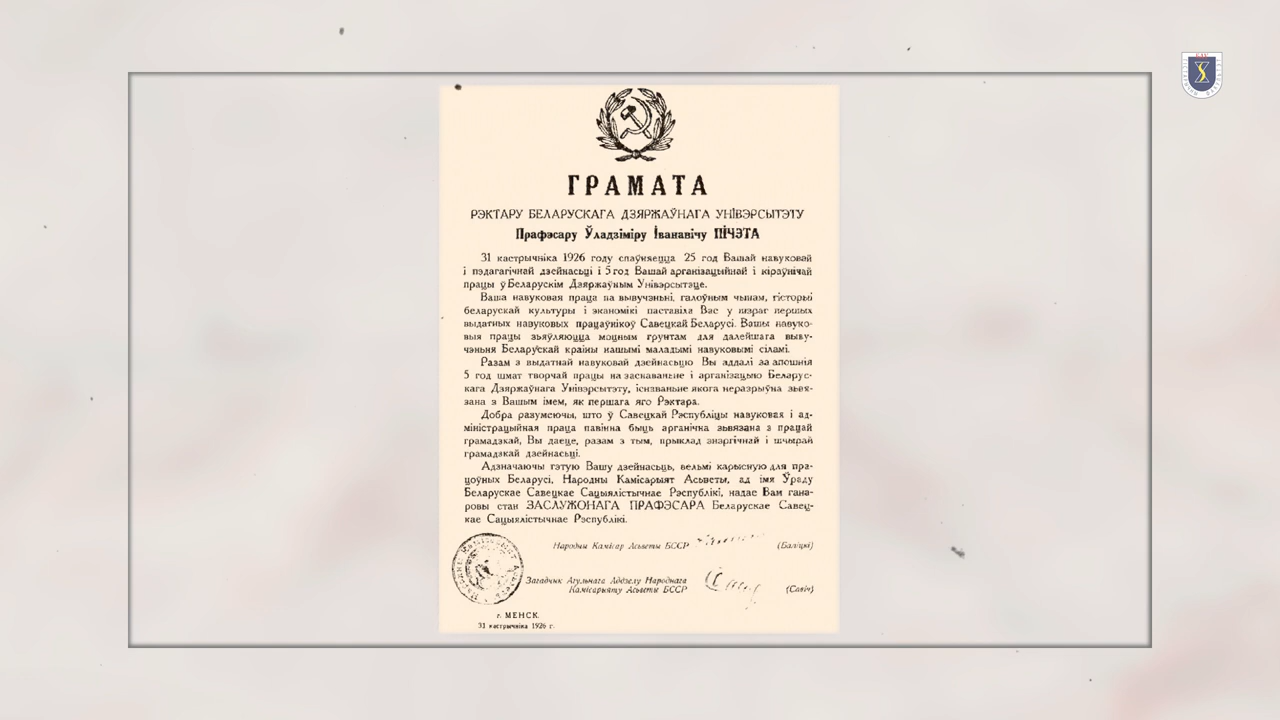 ГРАМАТА
РЭКТАРУ БЕЛАРУСКАГА ДЗЯРЖАЎНАГА УНІВЭРСЫТЭТУ
Прафэсару Ўладзіміру Іванавічу ПІЧЭТА
31 кастрычніка 1926 году спаўняецца 25 год Вашай навуковай
і пэдагагічнай дзейнасьці і 5 год Вашай арганізацыйнай і кіраўнічай
працы ў Беларускім Дзяржаўным Унівэрсытэце.
Ваша навуковая праца па вывучэньні, галоўным чынам, гісторыі
беларускай культуры і экономікі паставіла Вас у шэраг першых
выдатных навуковых працаўнікоў Савецкай Беларусі. Вашы навуко-
выя працы зьяўляюцца моцным грунтам для далейшага выву-
чэньня Беларускай краіны нашымі маладымі навуковымі сіламі.
Разам з выдатнай навуковай дзейнасьцю Вы аддалі за апошнія
5 год шмат творчай працы на заснаваньне і арганізацыю Беларус-
кага Дзяржаўнага Унівэрсытэту, існаваньне якога неразрыўна зьвя-
зана з Вашым імем, як першага яго Рэктара.
Добра разумеючы, што ў Савецкай Рэспубліцы навуковая і ад-
міністрацыйная праца павінна быць арганічна зьвязана з працай
грамадзкай, Вы даеце, разам з тым, прыклад энэргічнай і шчырай
грамадзкай дзейнасьці.
Адзначаючы гэтую Вашу дзейнасьць, вельмі карысную для пра-
цоўных Беларусі, Народны Камісарыят Асьветы, ад імя Ўраду
Беларускае Савецкае Сацыялістычнае Рэспублікі, надае Вам гана-
ровы стан ЗАСЛУЖОНАГА ПРАФЭСАРА Беларускае Савец-
кае Сацыялістычнае Рэспублікі.
Народны Камісар Асьветы БССР (Баліцкі)
Загадчык Агульнага Аддзелу Народнага
Камісарыяту Асьветы БССР (Савіч)
г. МЕНСК.
31 кастрычніка 1926 г.